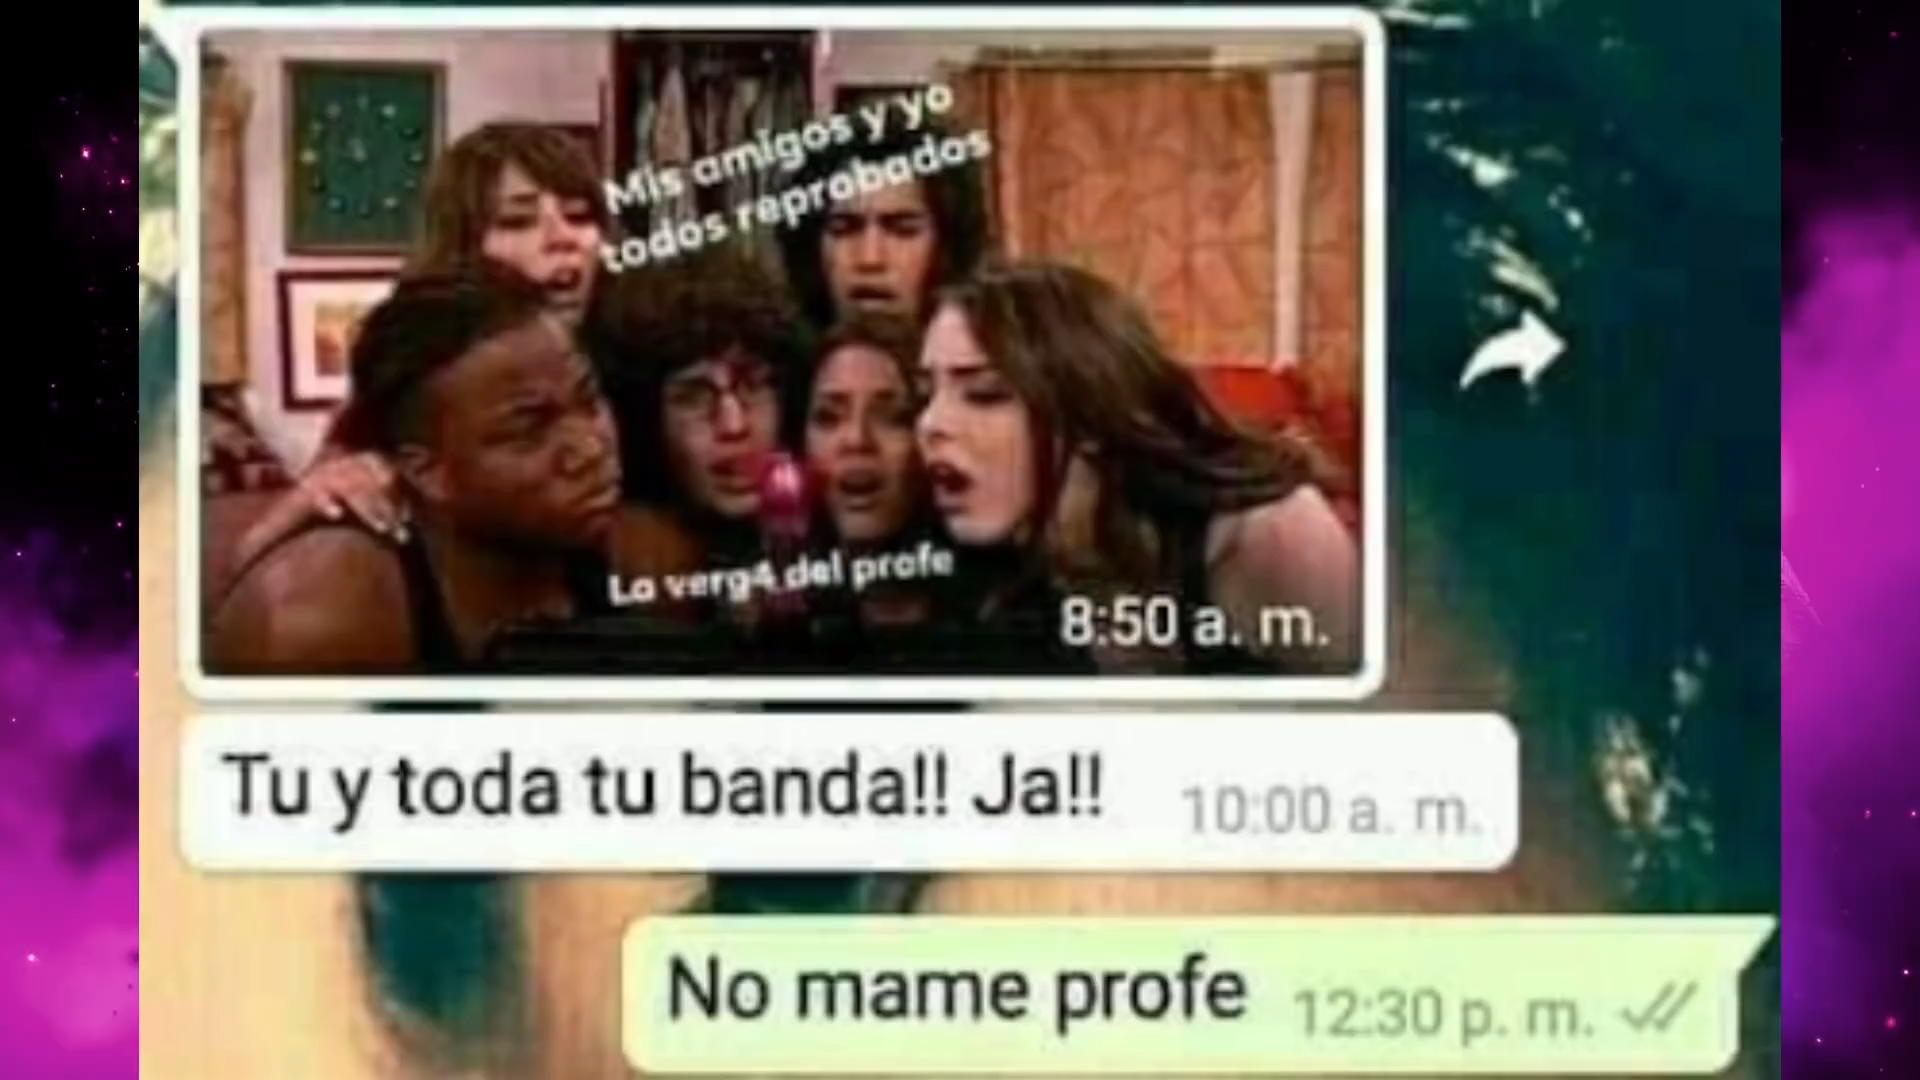 Mis amigos y yo
todos reprobados
La verg4 del profe
8:50 a. m.
Tu y toda tu banda!! Ja!!
10:00 a. m.
No mame profe
12:30 p. m.